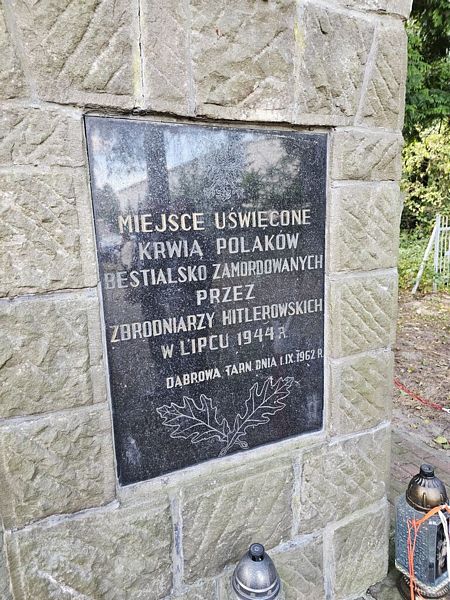 MIEJSCE UŚWIĘCONE
KRWIĄ POLAKÓW
BESTIALSKO ZAMORDOWANYCH
PRZEZ
ZBRODNIARZY HITLEROWSKICH
W LIPCU 1944 R.
DĄBROWA TARN. DNIA 1.IX.1962 R.